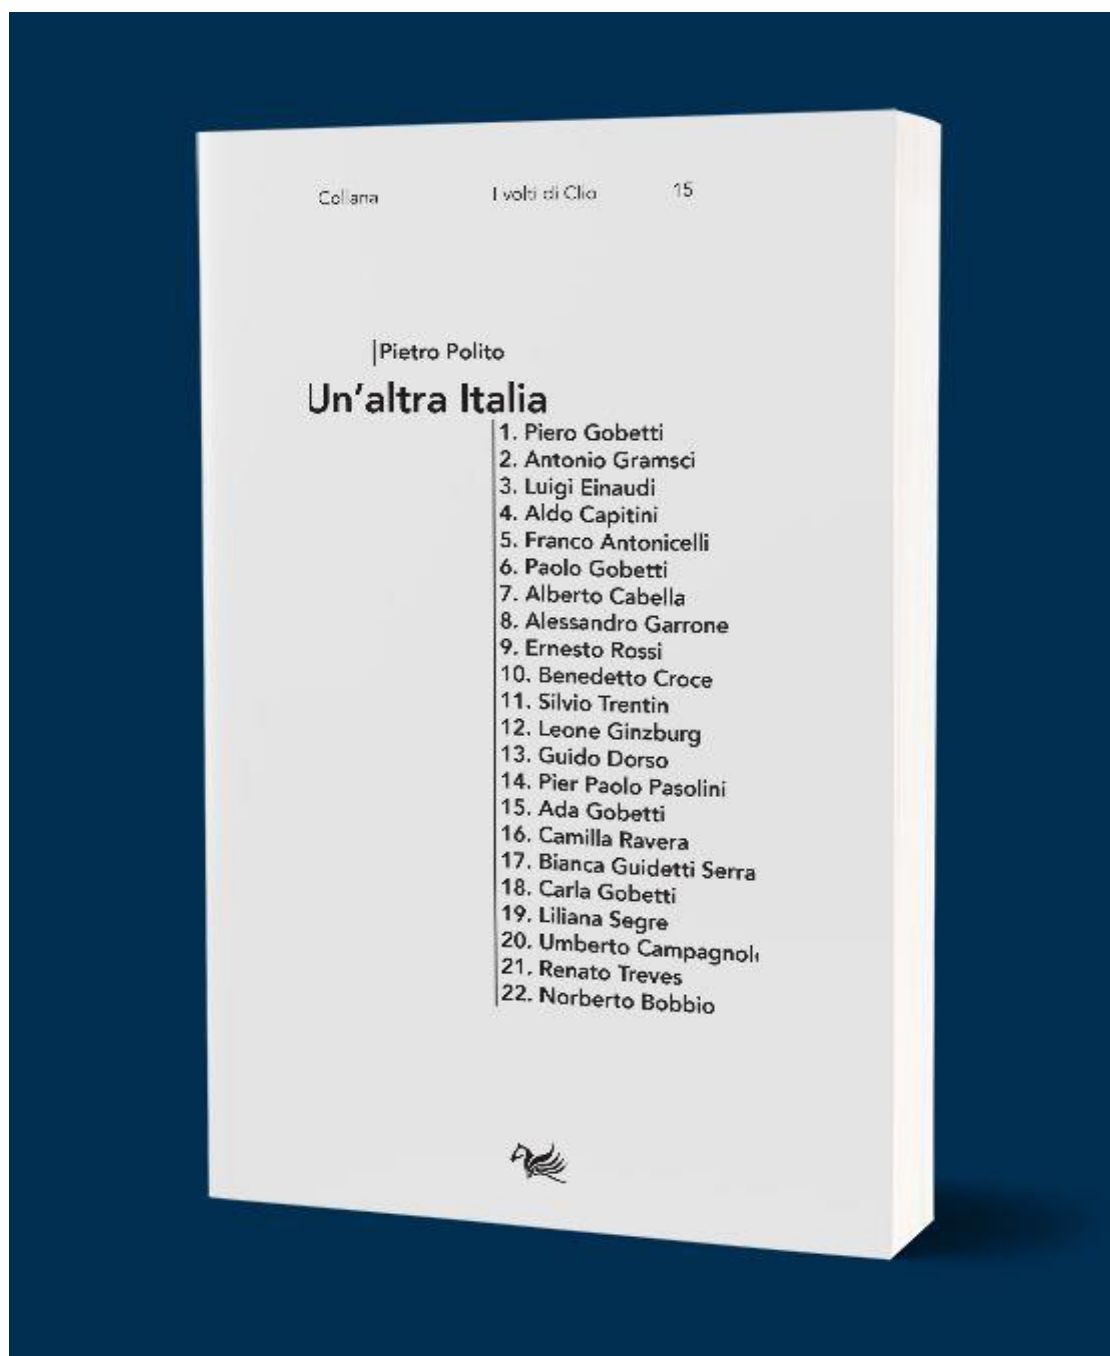 Collana I volti di Clio 15
Pietro Polito
Un'altra Italia
1. Piero Gobetti
2. Antonio Gramsci
3. Luigi Einaudi
4. Aldo Capitini
5. Franco Antonicelli
6. Paolo Gobetti
7. Alberto Cabella
8. Alessandro Garrone
9. Ernesto Rossi
10. Benedetto Croce
11. Silvio Trentin
12. Leone Ginzburg
13. Guido Dorso
14. Pier Paolo Pasolini
15. Ada Gobetti
16. Camilla Ravera
17. Bianca Guidetti Serra
18. Carla Gobetti
19. Liliana Segre
20. Umberto Campagnolo
21. Renato Treves
22. Norberto Bobbio